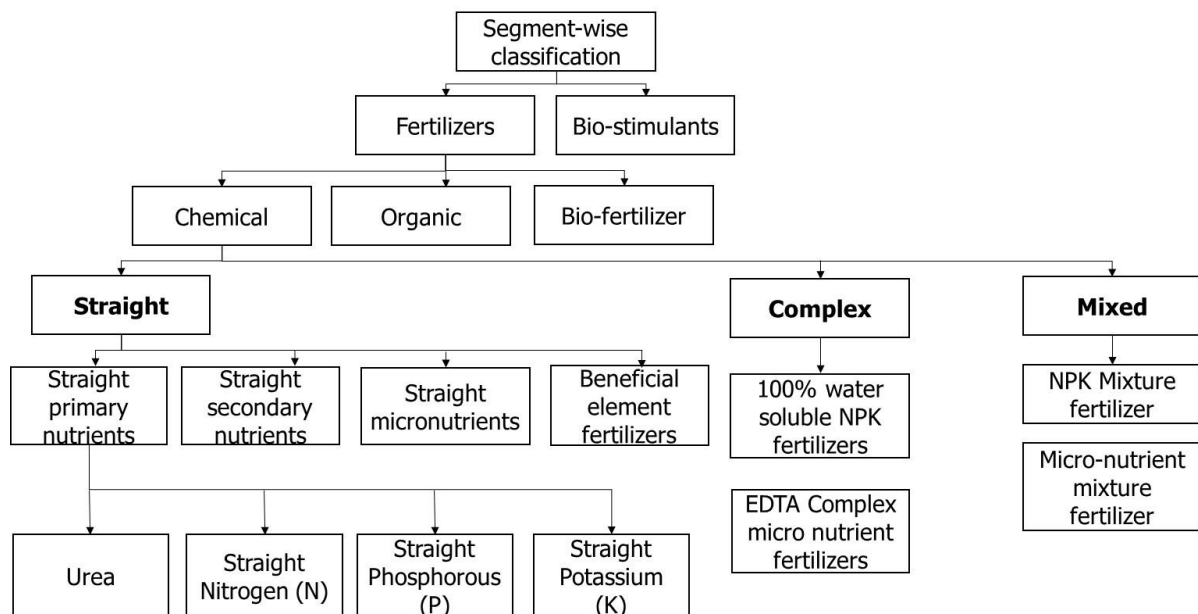 Segment-wise
classification
Fertilizers
Bio-stimulants
Chemical
Organic
Bio-fertilizer
Straight
Complex
Mixed
Straight
primary
nutrients
Straight
secondary
nutrients
Straight
micronutrients
Beneficial
element
fertilizers
100% water
soluble NPK
fertilizers
NPK Mixture
fertilizer
EDTA Complex
micro nutrient
fertilizers
Micro-nutrient
mixture
fertilizer
Urea
Straight
Nitrogen (N)
Straight
Phosphorous
(P)
Straight
Potassium
(K)